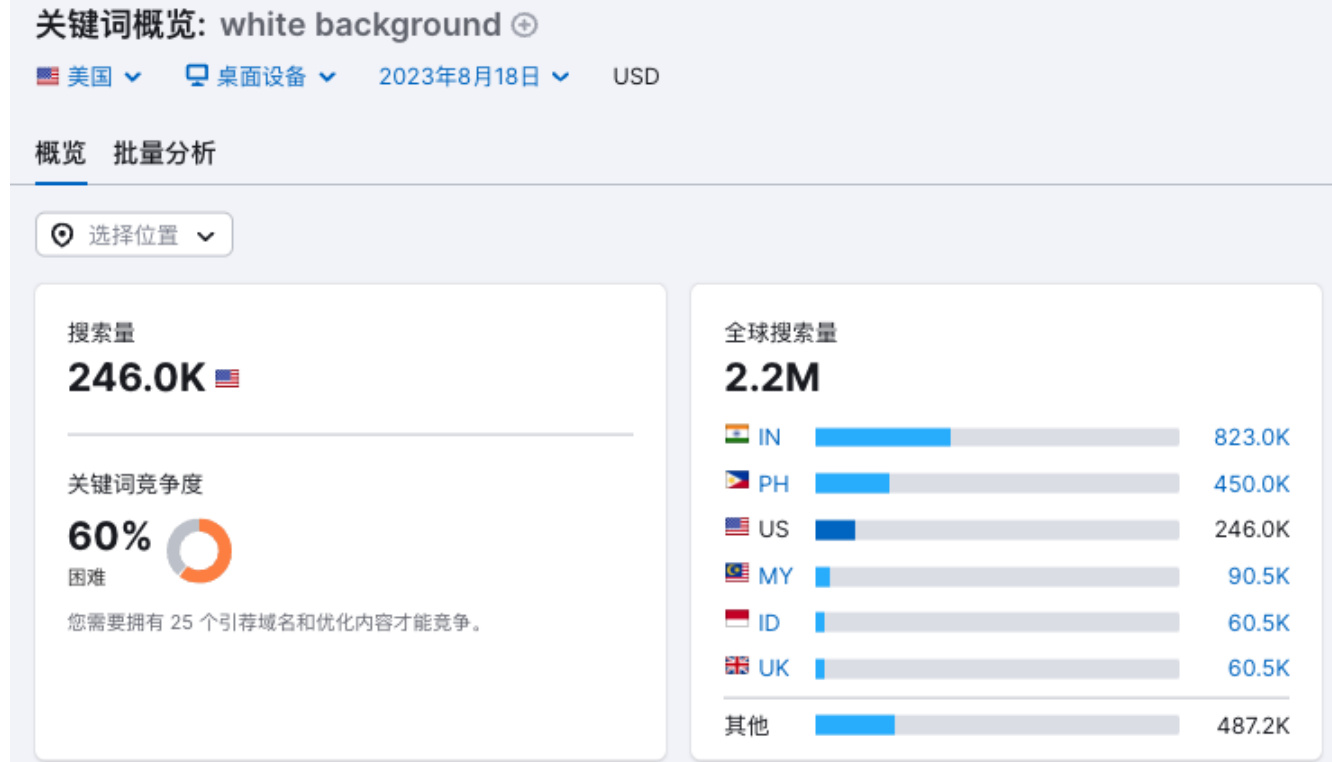 关键词概览: white background
美国 桌面设备 2023年8月18日 USD
概览 批量分析
选择位置
搜索量
246.0K
关键词竞争度
60%
困难
您需要拥有 25 个引荐域名和优化内容才能竞争。
全球搜索量
2.2M
IN 823.0K
PH 450.0K
US 246.0K
MY 90.5K
ID 60.5K
UK 60.5K
其他 487.2K